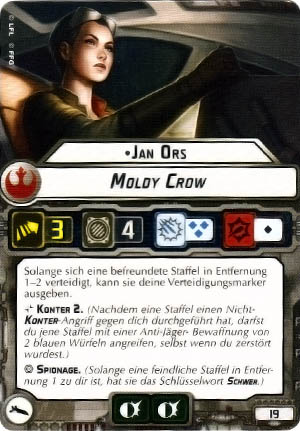 © LFL © FFG
•Jan Ors
Moldy Crow
3 4
Solange sich eine befreundete Staffel in Entfernung
1–2 verteidigt, kann sie deine Verteidigungsmarker
ausgeben.
Konter 2. (Nachdem eine Staffel einen Nicht-
Konter-Angriff gegen dich durchgeführt hat, darfst
du jene Staffel mit einer Anti-Jäger-Bewaffnung von
2 blauen Würfeln angreifen, selbst wenn du zerstört
wurdest.)
Spionage. (Solange eine feindliche Staffel in Entfer-
nung 1 zu dir ist, hat sie das Schlüsselwort Schwer.)
19